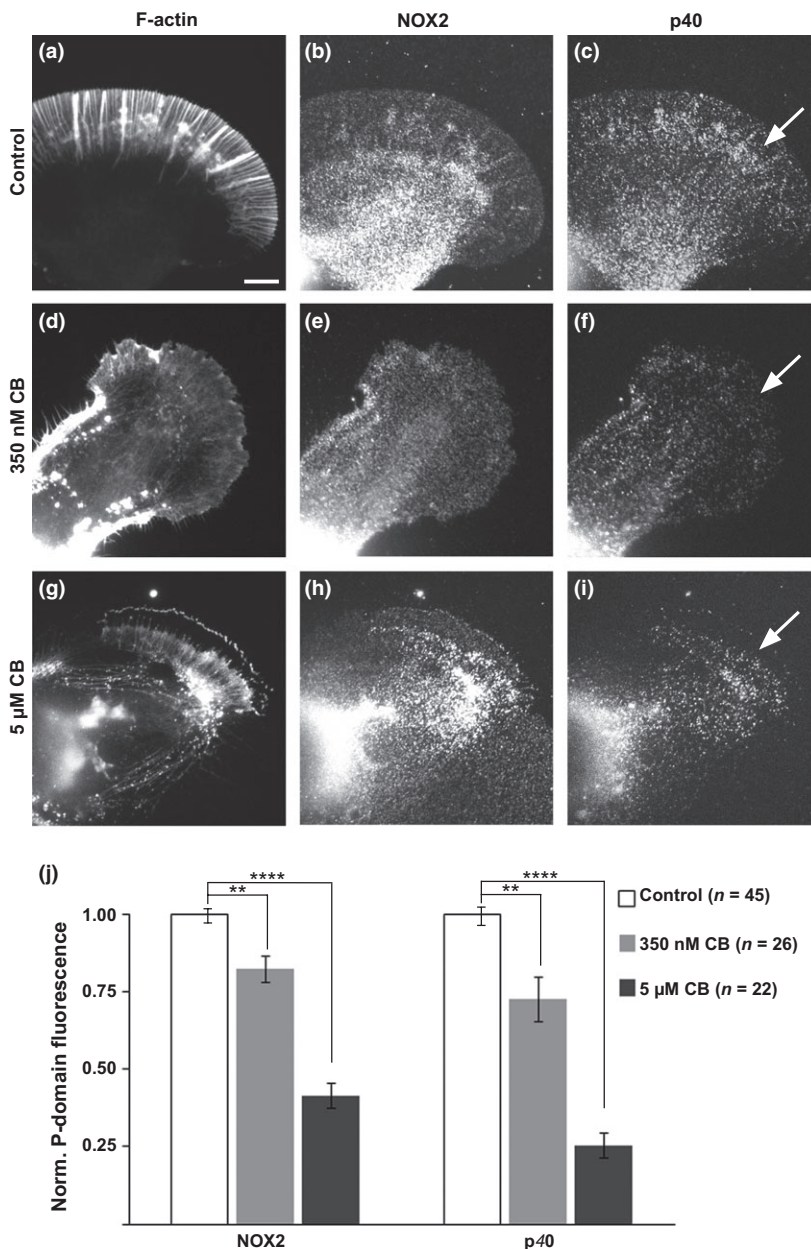 F-actin NOX2 p40
Control
(a) (b) (c)
350 nM CB
(d) (e) (f)
5 µM CB
(g) (h) (i)
(j)
Norm. P-domain fluorescence
1.00
0.75
0.50
0.25
** ****
** ****
NOX2 p40
Control (n = 45)
350 nM CB (n = 26)
5 µM CB (n = 22)